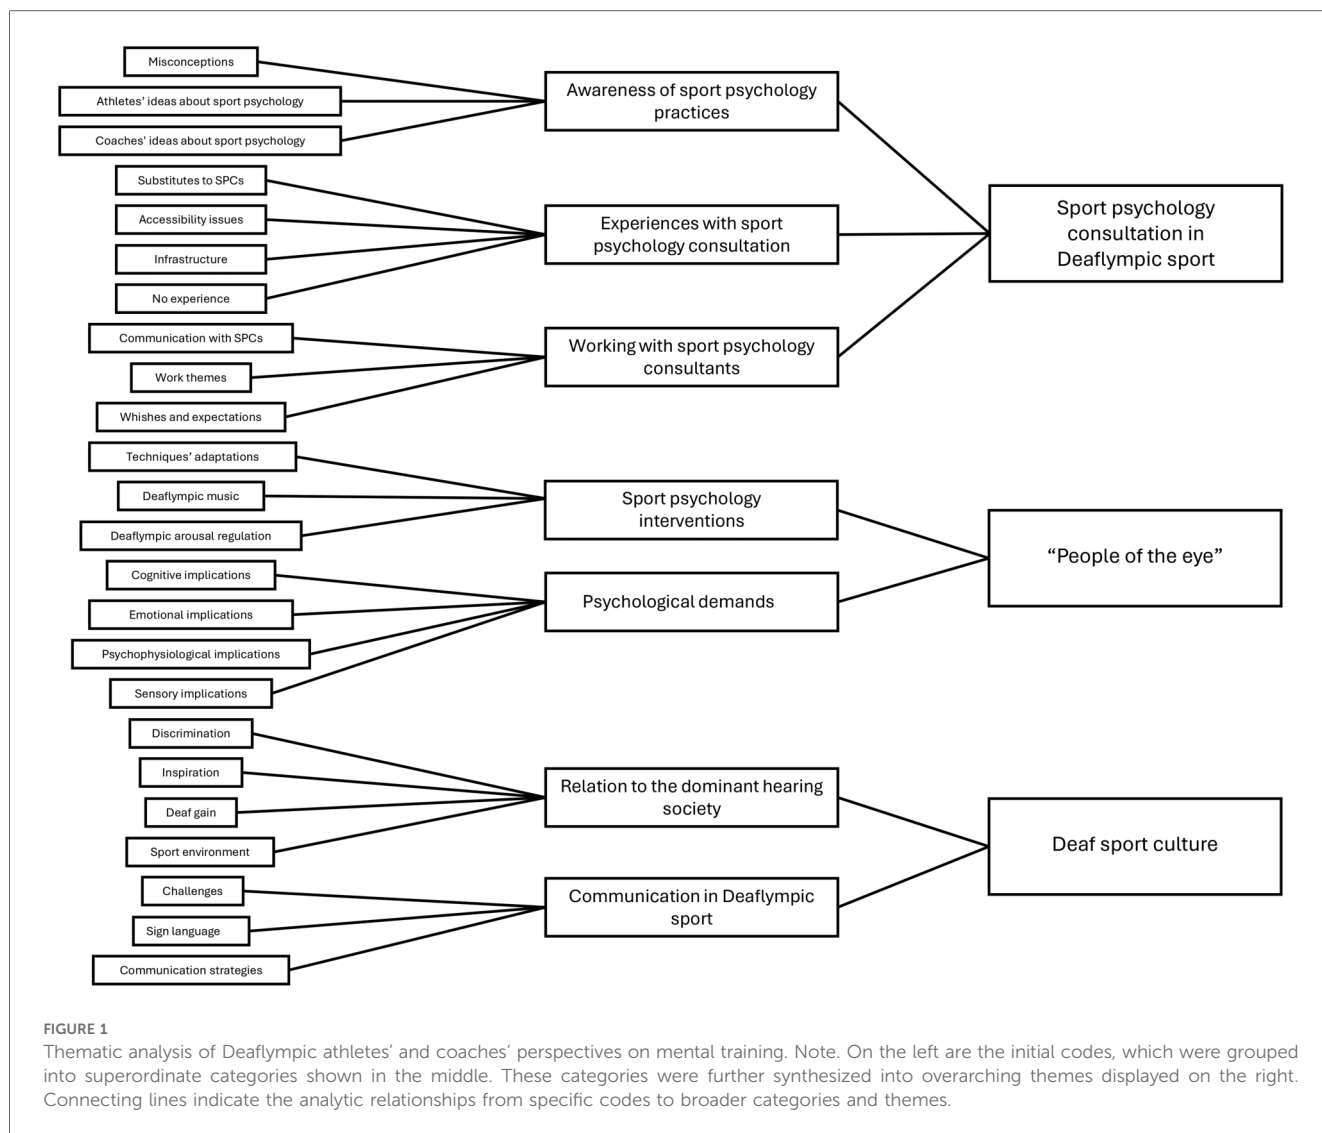 Misconceptions
Athletes' ideas about sport psychology
Coaches' ideas about sport psychology
Substitutes to SPCs
Accessibility issues
Infrastructure
No experience
Communication with SPCs
Work themes
Whishes and expectations
Techniques' adaptations
Deaflympic music
Deaflympic arousal regulation
Cognitive implications
Emotional implications
Psychophysiological implications
Sensory implications
Discrimination
Inspiration
Deaf gain
Sport environment
Challenges
Sign language
Communication strategies
Awareness of sport psychology
practices
Experiences with sport
psychology consultation
Working with sport psychology
consultants
Sport psychology
interventions
Psychological demands
Relation to the dominant hearing
society
Communication in Deaflympic
sport
Sport psychology
consultation in
Deaflympic sport
“People of the eye”
Deaf sport culture
FIGURE 1
Thematic analysis of Deaflympic athletes' and coaches' perspectives on mental training. Note. On the left are the initial codes, which were grouped
into superordinate categories shown in the middle. These categories were further synthesized into overarching themes displayed on the right.
Connecting lines indicate the analytic relationships from specific codes to broader categories and themes.